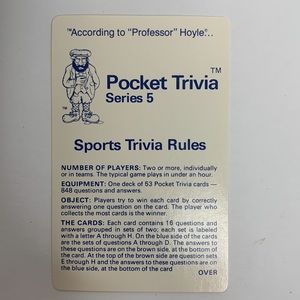 ™"According to "Professor" Hoyle"...
Pocket Trivia™
Series 5
™
Sports Trivia Rules
NUMBER OF PLAYERS: Two or more, individually
or in teams. The typical game plays in under an hour.
EQUIPMENT: One deck of 53 Pocket Trivia cards —
848 questions and answers.
OBJECT: Players try to win each card by correctly
answering one question on the card. The player who
collects the most cards is the winner.
THE CARDS: Each card contains 16 questions and
answers grouped in sets of two; each set is labeled
with a letter A through H. On the blue side of the cards
are the sets of questions A through D. The answers to
these questions are on the brown side, at the bottom of
the card. At the top of the brown side are question sets
E through H and the answers to these questions are on
the blue side, at the bottom of the card.
OVER